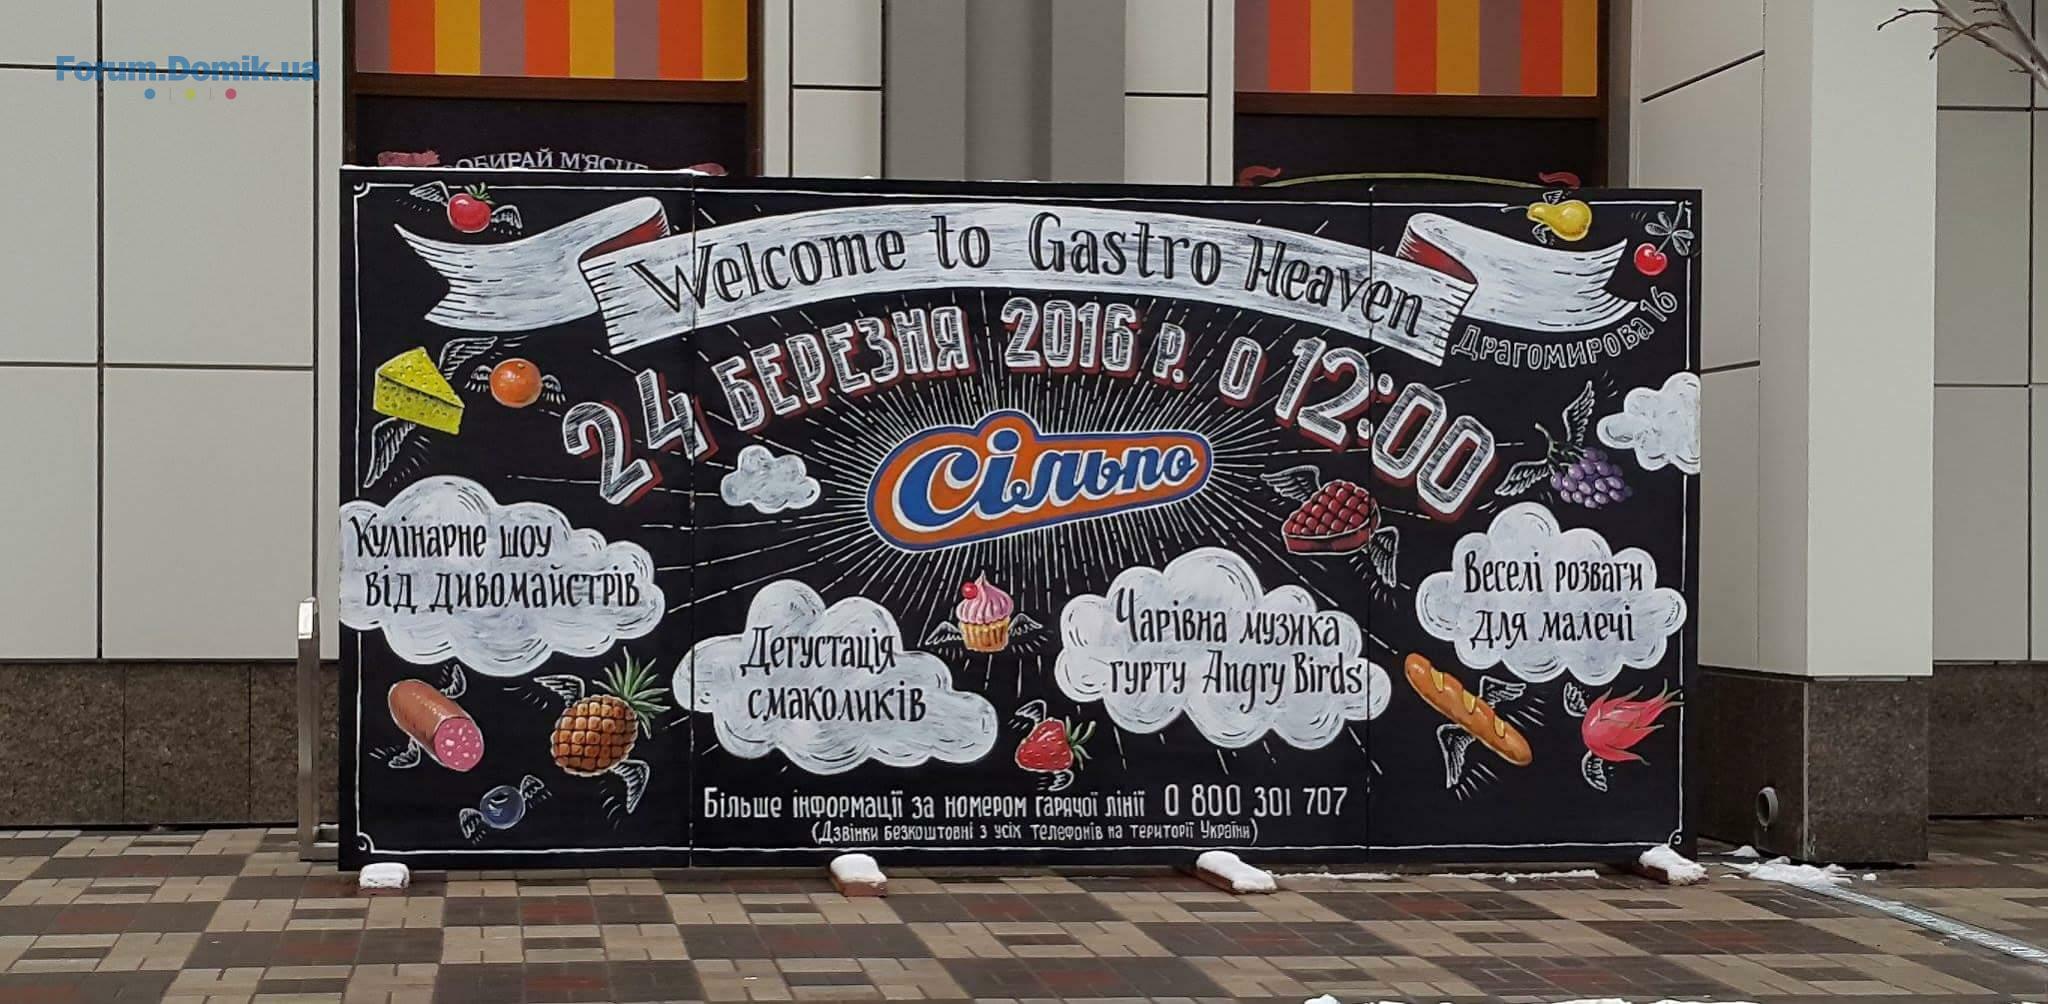 Forum.Domik.ua
ОБИРАЙ М'ЯСЦЕ
Welcome to Gastro Heaven
Драгомирова 16
24 БЕРЕЗНЯ 2016 р. о 12:00
Сільпо
Кулінарне шоу
від дивомайстрів
Дегустація
смаколиків
Чарівна музика
гурту Angry Birds
Веселі розваги
для малечі
Більше інформації за номером гарячої лінії 0 800 301 707
(Дзвінки безкоштовні з усіх телефонів на території України)